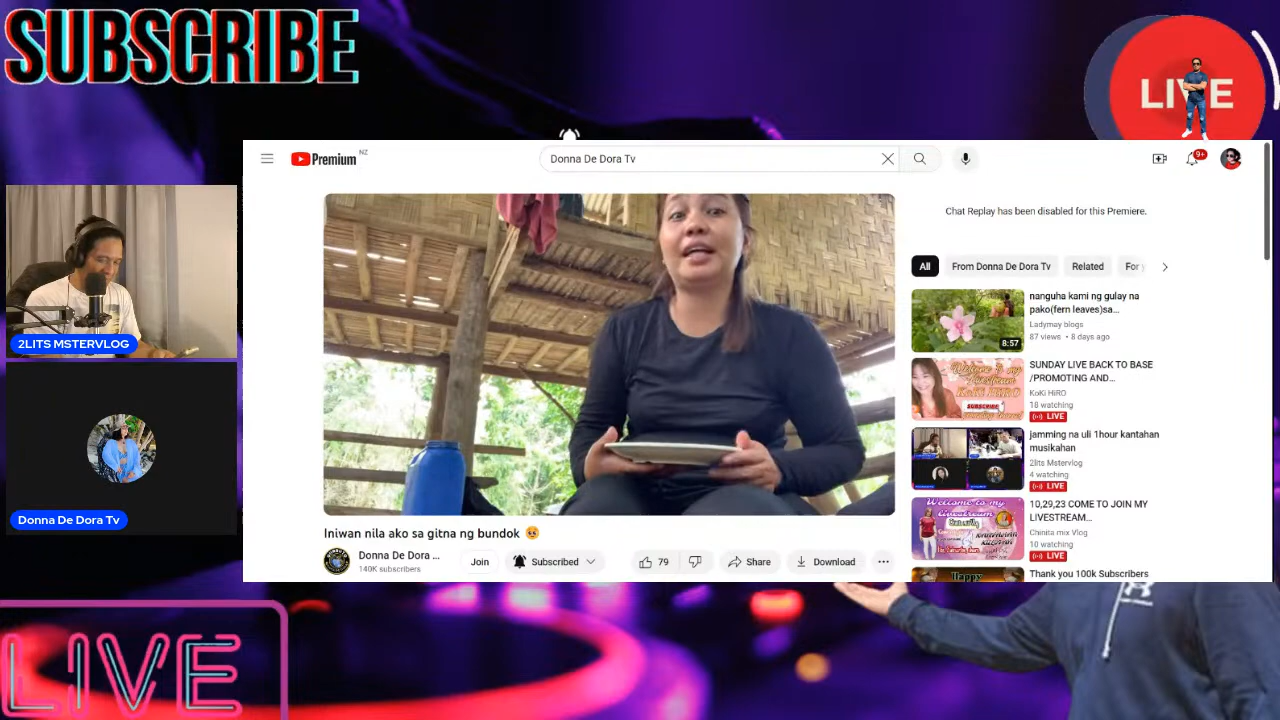 SUBSCRIBE
LIVE
Premium NZ
Donna De Dora Tv
9+
Chat Replay has been disabled for this Premiere.
All
From Donna De Dora Tv
Related
For
nanguha kami ng gulay na
pako(fern leaves)sa...
Ladymay blogs
87 views • 8 days ago
8:57
SUNDAY LIVE BACK TO BASE
/PROMOTING AND...
KoKi HiRO
18 watching
LIVE
jamming na uli 1hour kantahan
musikahan
2lits Mstervlog
4 watching
LIVE
10,29,23 COME TO JOIN MY
LIVESTREAM...
Chinita mix Vlog
10 watching
LIVE
Thank you 100k Subscribers
2LITS MSTERVLOG
Donna De Dora Tv
Iniwan nila ako sa gitna ng bundok
Donna De Dora ...
140K subscribers
Join
Subscribed
79
Share
Download
LIVE